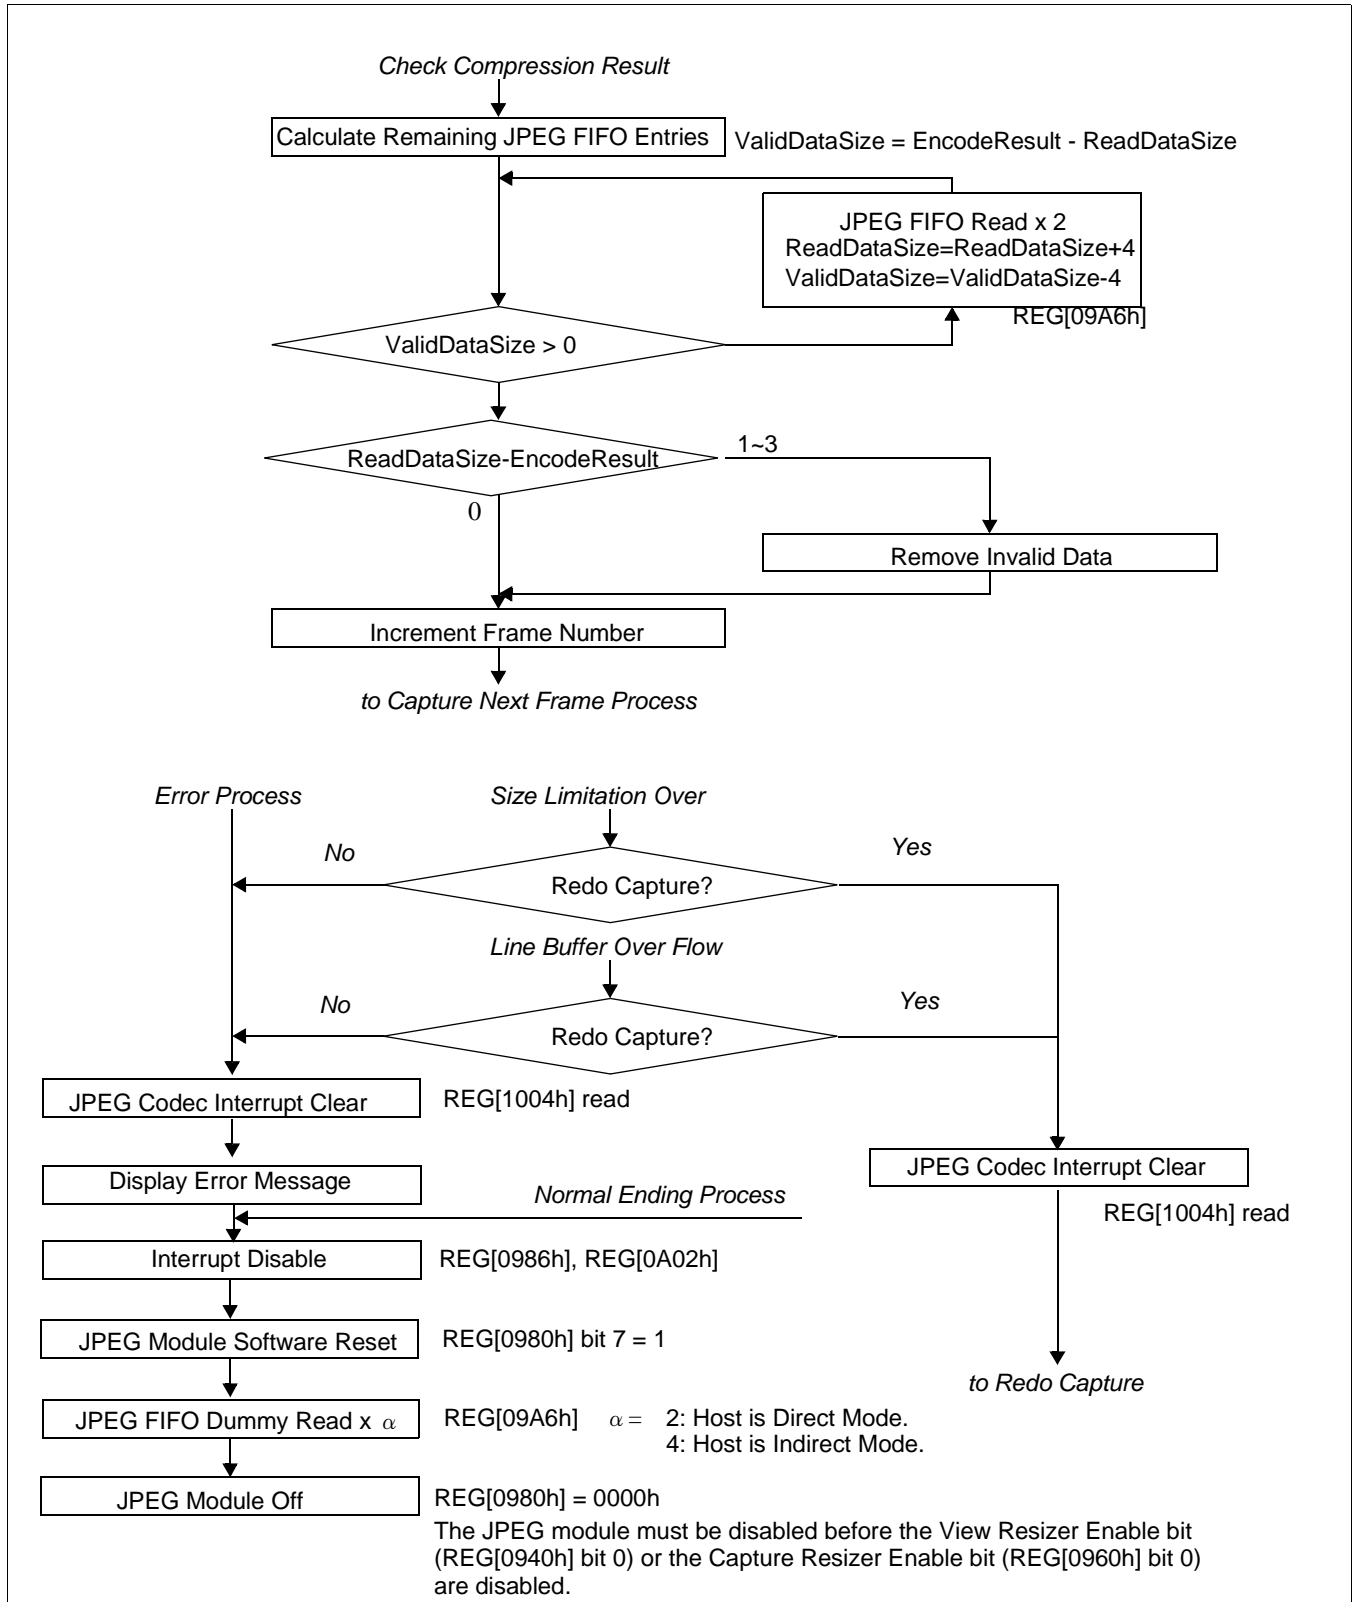 Check Compression Result
Calculate Remaining JPEG FIFO Entries
ValidDataSize = EncodeResult - ReadDataSize
JPEG FIFO Read x 2
ReadDataSize=ReadDataSize+4
ValidDataSize=ValidDataSize-4
REG[09A6h]
ValidDataSize > 0
ReadDataSize-EncodeResult
1~3
0
Remove Invalid Data
Increment Frame Number
to Capture Next Frame Process
Error Process
Size Limitation Over
No
Redo Capture?
Yes
Line Buffer Over Flow
No
Redo Capture?
Yes
JPEG Codec Interrupt Clear
REG[1004h] read
JPEG Codec Interrupt Clear
REG[1004h] read
Display Error Message
Normal Ending Process
Interrupt Disable
REG[0986h], REG[0A02h]
JPEG Module Software Reset
REG[0980h] bit 7 = 1
to Redo Capture
JPEG FIFO Dummy Read x α
REG[09A6h] α = 2: Host is Direct Mode.
4: Host is Indirect Mode.
JPEG Module Off
REG[0980h] = 0000h
The JPEG module must be disabled before the View Resizer Enable bit
(REG[0940h] bit 0) or the Capture Resizer Enable bit (REG[0960h] bit 0)
are disabled.